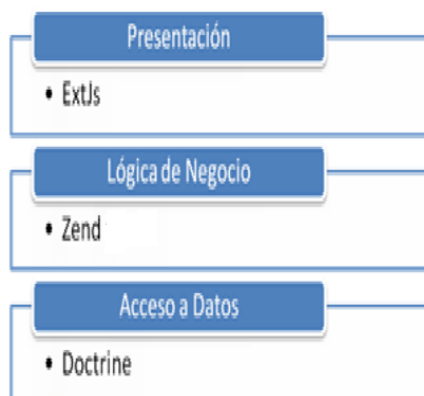 Presentación
• ExtJs
Lógica de Negocio
• Zend
Acceso a Datos
• Doctrine